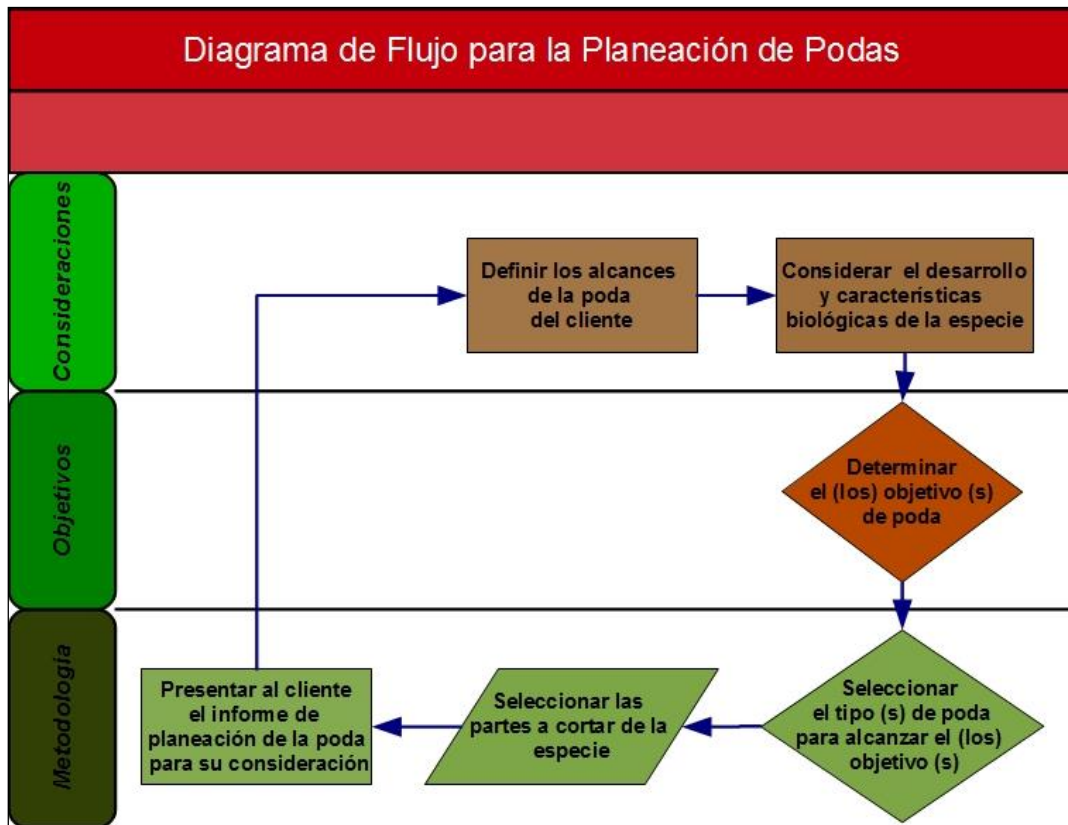 Diagrama de Flujo para la Planeación de Podas
Consideraciones
Definir los alcances
de la poda
del cliente
Considerar el desarrollo
y características
biológicas de la especie
Objetivos
Determinar
el (los) objetivo (s)
de poda
Metodología
Presentar al cliente
el informe de
planeación de la poda
para su consideración
Seleccionar las
partes a cortar de la
especie
Seleccionar
el tipo (s) de poda
para alcanzar el (los)
objetivo (s)